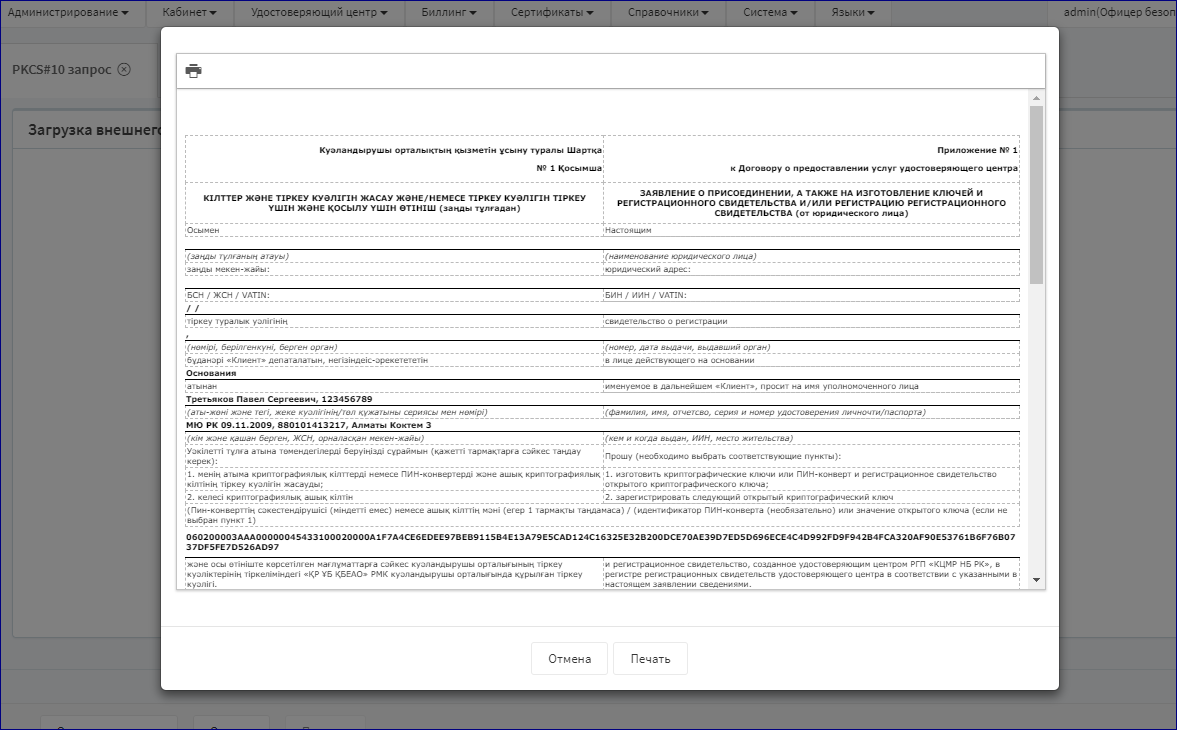 Администрирование
Кабинет
Удостоверяющий центр
Биллинг
Сертификаты
Справочники
Система
Языки
admin(Офицер безоп
PKCS#10 запрос
Загрузка внешнего
Куәландырушы орталықтың қызметін ұсыну туралы Шартқа
№ 1 Қосымша
Приложение № 1
к Договору о предоставлении услуг удостоверяющего центра
КІЛТТЕР ЖӘНЕ ТІРКЕУ КУӘЛІГІН ЖАСАУ ЖӘНЕ/НЕМЕСЕ ТІРКЕУ КУӘЛІГІН ТІРКЕУ
ҮШІН ЖӘНЕ ҚОСЫЛУ ҮШІН ӨТІНІШ (заңды тұлғадан)
ЗАЯВЛЕНИЕ О ПРИСОЕДИНЕНИИ, А ТАКЖЕ НА ИЗГОТОВЛЕНИЕ КЛЮЧЕЙ И
РЕГИСТРАЦИОННОГО СВИДЕТЕЛЬСТВА И/ИЛИ РЕГИСТРАЦИЮ РЕГИСТРАЦИОННОГО
СВИДЕТЕЛЬСТВА (от юридического лица)
Осымен
Настоящим
(заңды тұлғаның атауы)
(наименование юридического лица)
заңды мекен-жайы:
юридический адрес:
БСН / ЖСН / VATIN:
БИН / ИИН / VATIN:
/ /
тіркеу туралық уәлігінің
свидетельство о регистрации
,
(нөмірі, берілгенкүні, берген орган)
(номер, дата выдачи, выдавший орган)
бұданәрі «Клиент» депаталатын, негізіндеіс-әрекетететін
в лице действующего на основании
Основания
атынан
именуемое в дальнейшем «Клиент», просит на имя уполномоченного лица
Третьяков Павел Сергеевич, 123456789
(аты-жөні және тегі, жеке куәлігінің/төл құжатыны сериясы мен нөмірі)
(фамилия, имя, отчетсво, серия и номер удостоверения личночти/паспорта)
МЮ РК 09.11.2009, 880101413217, Алматы Коктем 3
(кім және қашан берген, ЖСН, орналасқан мекен-жайы)
(кем и когда выдан, ИИН, место жительства)
Уәкілетті тұлға атына төмендегілерді беруіңізді сұраймын (қажетті тармақтарға сәйкес таңдау
керек):
Прошу (необходимо выбрать соответствующие пункты):
1. менің атыма криптографиялық кілттерді немесе ПИН-конвертерді және ашық криптографиялық
кілтінің тіркеу куәлігін жасауды;
1. изготовить криптографические ключи или ПИН-конверт и регистрационное свидетельство
открытого криптографического ключа;
2. келесі криптографиялық ашық кілтін
2. зарегистрировать следующий открытый криптографический ключ
(Пин-конверттің сәкестендірушісі (міндетті емес) немесе ашық кілттің мәні (егер 1 тармақты таңдамаса) / (идентификатор ПИН-конверта (необязательно) или значение открытого ключа (если не
выбран пункт 1)
060200003AAA00000045433100020000A1F7A4CE6EDEE97BEB9115B4E13A79E5CAD124C16325E32B200DCE70AE39D7ED5D696ECE4C4D992FD9F942B4FCA320AF90E53761B6F76B07
37DF5FE7D526AD97
және осы өтініште көрсетілген мағлұматтарға сәйкес куәландырушы орталығының тіркеу
куәліктерінің тіркеліміндегі «ҚР ҰБ ҚБЕАО» РМК куәландырушы орталығында құрылған тіркеу
куәлігі.
и регистрационное свидетельство, созданное удостоверяющим центром РГП «КЦМР НБ РК», в
регистре регистрационных свидетельств удостоверяющего центра в соответствии с указанными в
настоящем заявлении сведениями.
Отмена
Печать